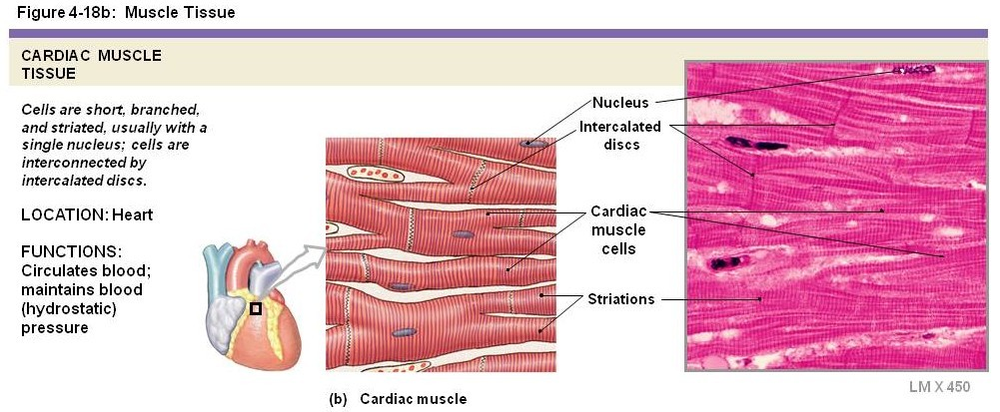 Figure 4-18b: Muscle Tissue
CARDIAC MUSCLE
TISSUE
Cells are short, branched,
and striated, usually with a
single nucleus; cells are
interconnected by
intercalated discs.
LOCATION: Heart
FUNCTIONS:
Circulates blood;
maintains blood
(hydrostatic)
pressure
Nucleus
Intercalated
discs
Cardiac
muscle
cells
Striations
(b) Cardiac muscle
LM X 450